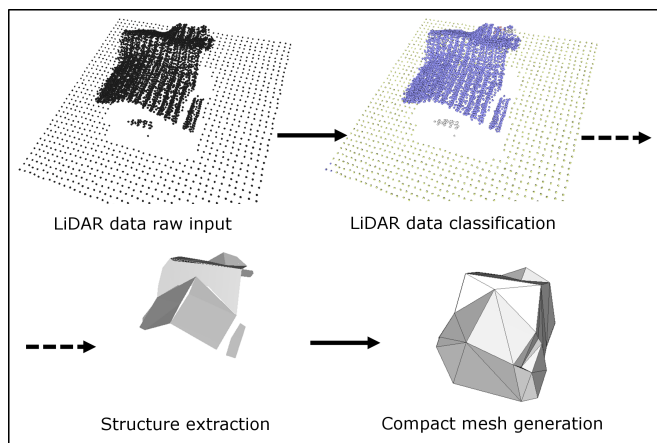 LiDAR data raw input
LiDAR data classification
Structure extraction
Compact mesh generation